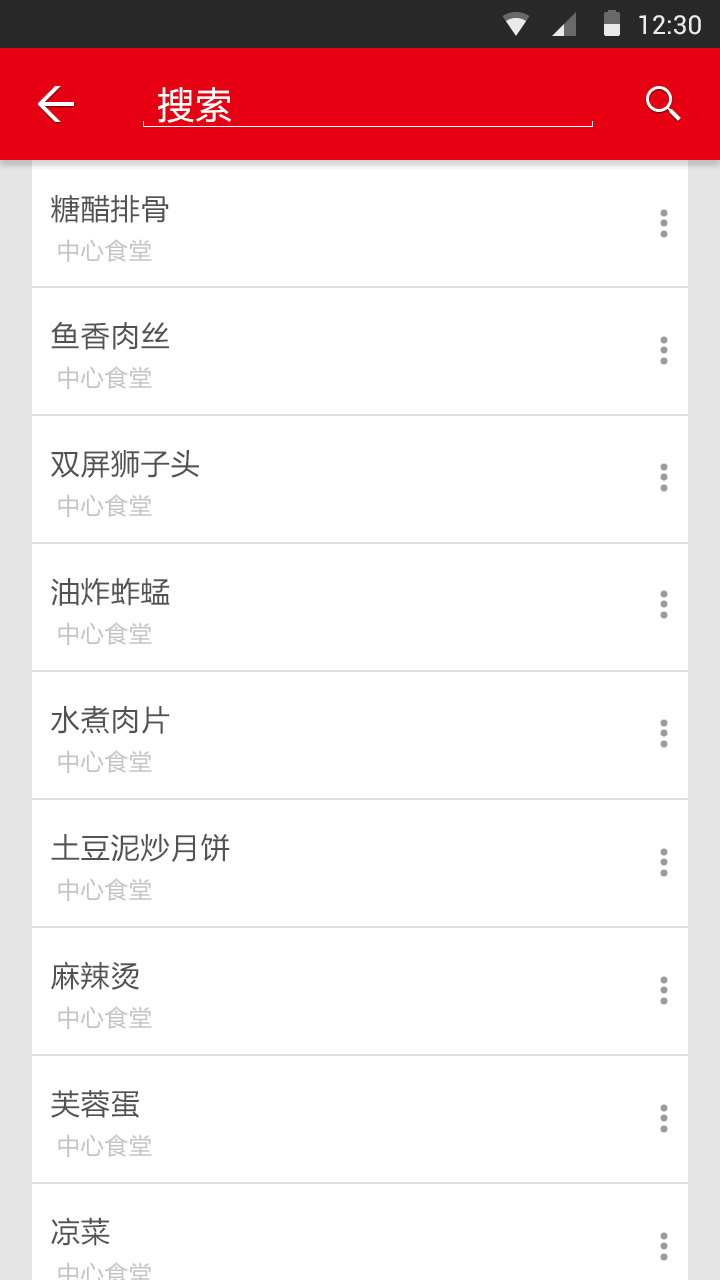 12:30
搜索
糖醋排骨
中心食堂
鱼香肉丝
中心食堂
双屏狮子头
中心食堂
油炸蚱蜢
中心食堂
水煮肉片
中心食堂
土豆泥炒月饼
中心食堂
麻辣烫
中心食堂
芙蓉蛋
中心食堂
凉菜
中心食堂